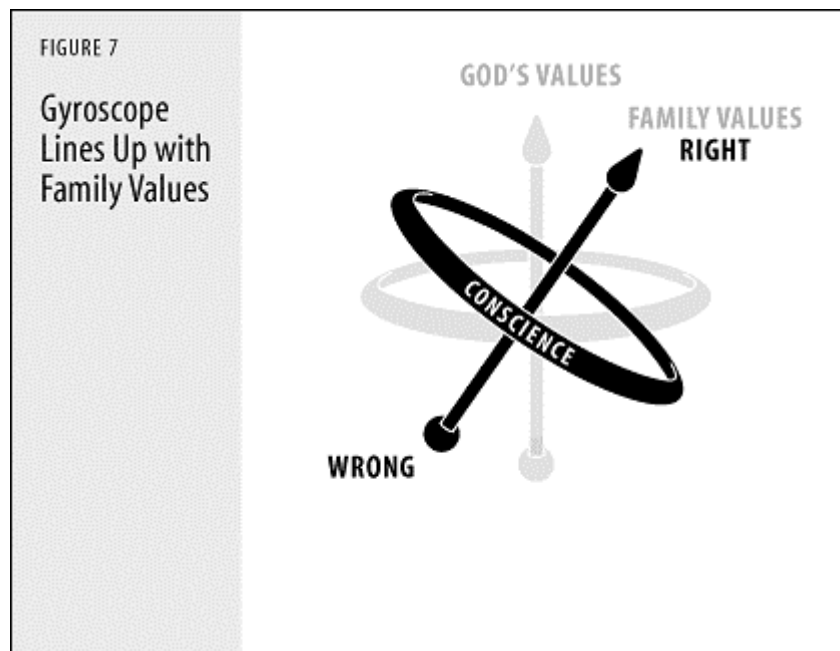 FIGURE 7
Gyroscope
Lines Up with
Family Values
GOD'S VALUES
FAMILY VALUES
RIGHT
CONSCIENCE
WRONG